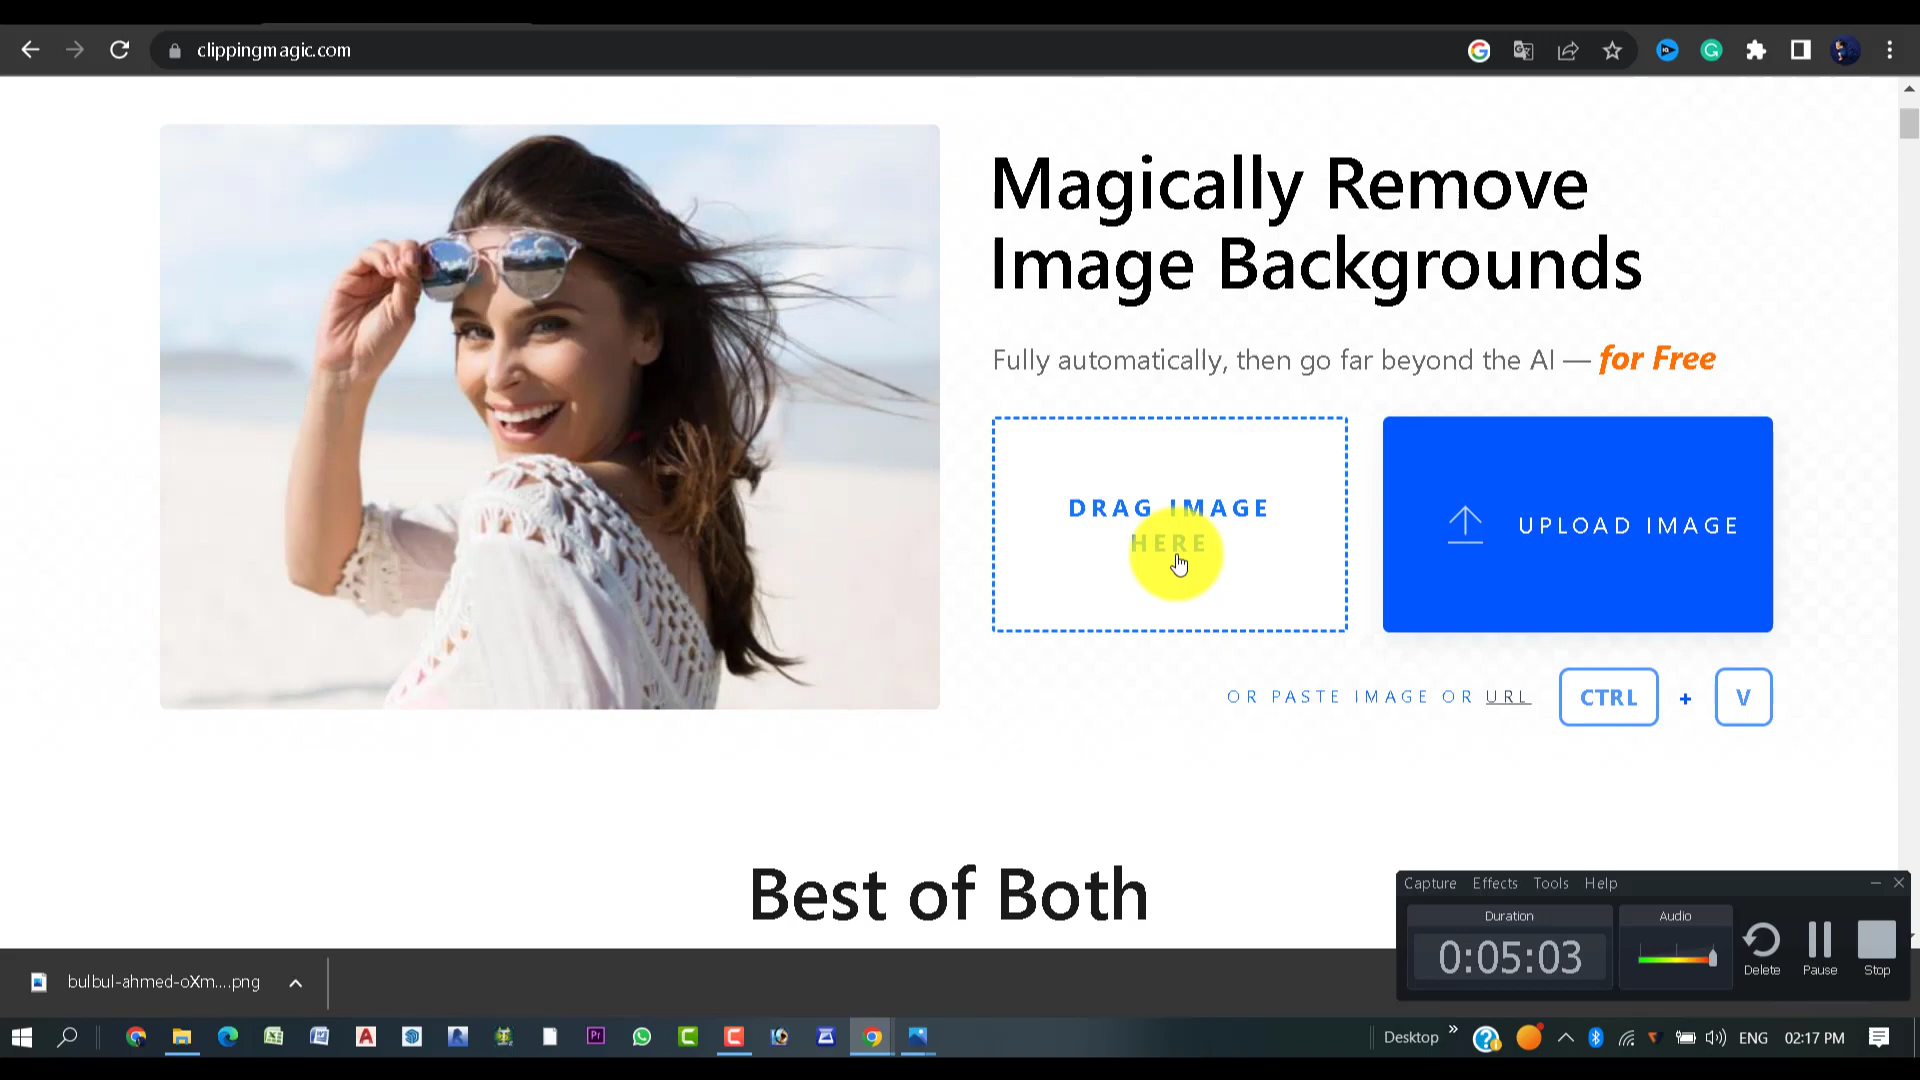 clippingmagic.com
Magically Remove
Image Backgrounds
Fully automatically, then go far beyond the AI — for Free
DRAG IMAGE
HERE
UPLOAD IMAGE
OR PASTE IMAGE OR URL CTRL + V
Best of Both
Capture Effects Tools Help
Duration Audio
0:05:03
Delete Pause Stop
bulbul-ahmed-oXm....png
Desktop ENG 02:17 PM